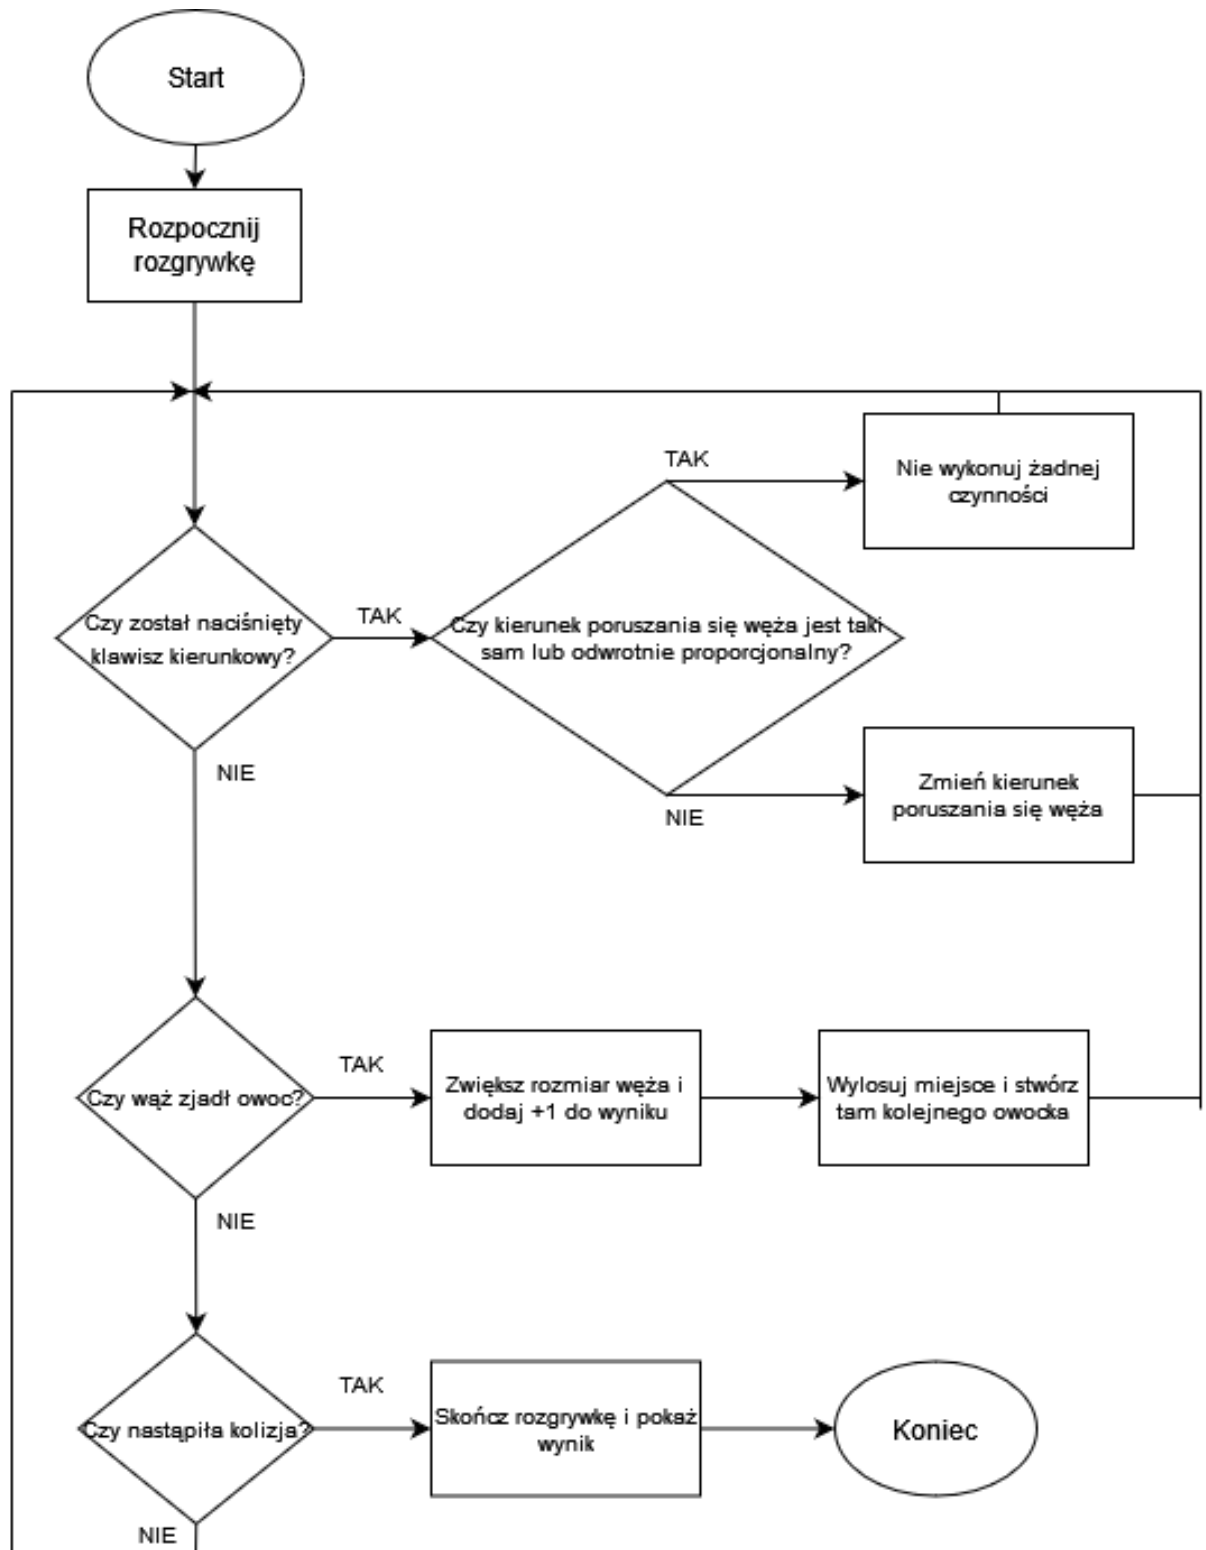 Start
Rozpocznij
rozgrywkę
TAK
Nie wykonuj żadnej
czynności
Czy został naciśnięty
klawisz kierunkowy?
TAK
Czy kierunek poruszania się węża jest taki
sam lub odwrotnie proporcjonalny?
NIE
NIE
Zmień kierunek
poruszania się węża
Czy wąż zjadł owoc?
TAK
Zwiększ rozmiar węża i
dodaj +1 do wyniku
Wylosuj miejsce i stwórz
tam kolejnego owocka
NIE
Czy nastąpiła kolizja?
TAK
Skończ rozgrywkę i pokaż
wynik
Koniec
NIE